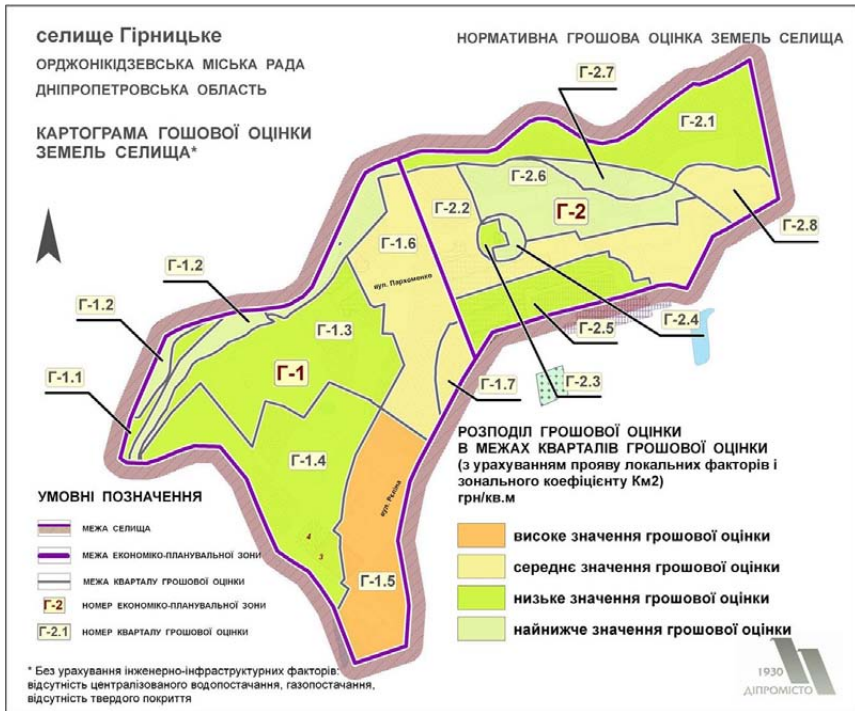 селище Гірницьке
ОРДЖОНІКІДЗЕВСЬКА МІСЬКА РАДА
ДНІПРОПЕТРОВСЬКА ОБЛАСТЬ
КАРТОГРАМА ГОШОВОЇ ОЦІНКИ
ЗЕМЕЛЬ СЕЛИЩА*
НОРМАТИВНА ГРОШОВА ОЦІНКА ЗЕМЕЛЬ СЕЛИЩА
Г-2.7
Г-2.1
Г-2.6
Г-2.2
Г-2
Г-2.8
Г-1.6
Г-1.2
вул. Пархоменко
Г-1.2
Г-1.3
Г-2.4
Г-2.5
Г-1
Г-2.3
Г-1.7
Г-1.1
Г-1.4
вул. Рєпіна
4
3
Г-1.5
РОЗПОДІЛ ГРОШОВОЇ ОЦІНКИ
В МЕЖАХ КВАРТАЛІВ ГРОШОВОЇ ОЦІНКИ
(з урахуванням прояву локальних факторів і
зонального коефіцієнту Км2)
грн/кв.м
високе значення грошової оцінки
середнє значення грошової оцінки
низьке значення грошової оцінки
найнижче значення грошової оцінки
УМОВНІ ПОЗНАЧЕННЯ
МЕЖА СЕЛИЩА
МЕЖА ЕКОНОМІКО-ПЛАНУВАЛЬНОЇ ЗОНИ
МЕЖА КВАРТАЛУ ГРОШОВОЇ ОЦІНКИ
Г-2 НОМЕР ЕКОНОМІКО-ПЛАНУВАЛЬНОЇ ЗОНИ
Г-2.1 НОМЕР КВАРТАЛУ ГРОШОВОЇ ОЦІНКИ
* Без урахування інженерно-інфраструктурних факторів:
відсутність централізованого водопостачання, газопостачання,
відсутність твердого покриття
1930
ДІПРОМІСТО